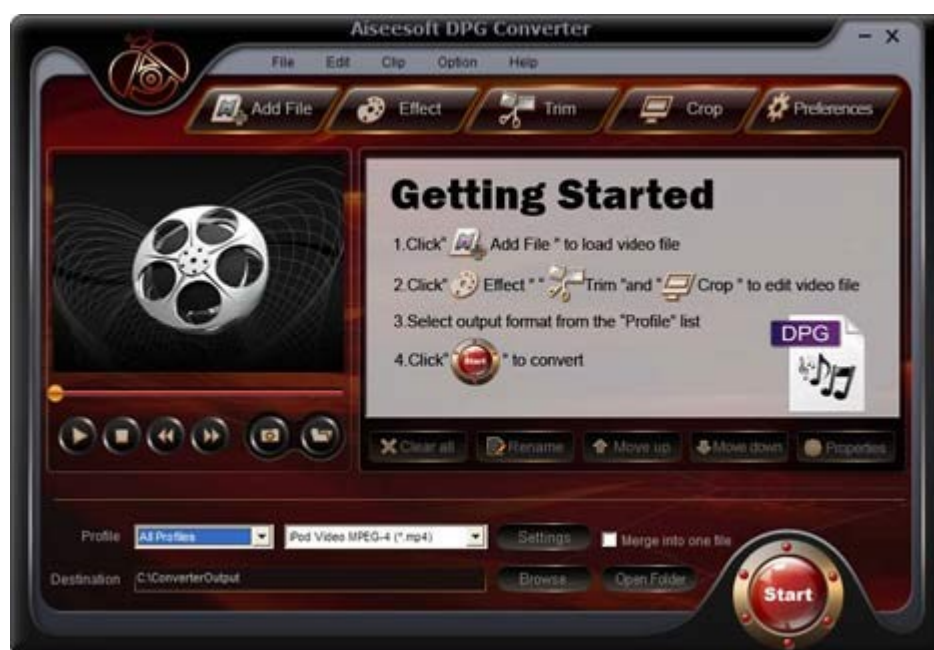 Aiseesoft DPG Converter
File Edit Clip Option Help
Add File Effect Trim Crop Preferences
Getting Started
1.Click" Add File " to load video file
2.Click" Effect " " Trim "and " Crop " to edit video file
3.Select output format from the "Profile" list
4.Click" Start " to convert
DPG
Clear all Rename Move up Move down Properties
Profile All Profiles iPod Video MPEG-4 (*.mp4) Settings Merge into one file
Destination C:\ConverterOutput Browse Open Folder
Start